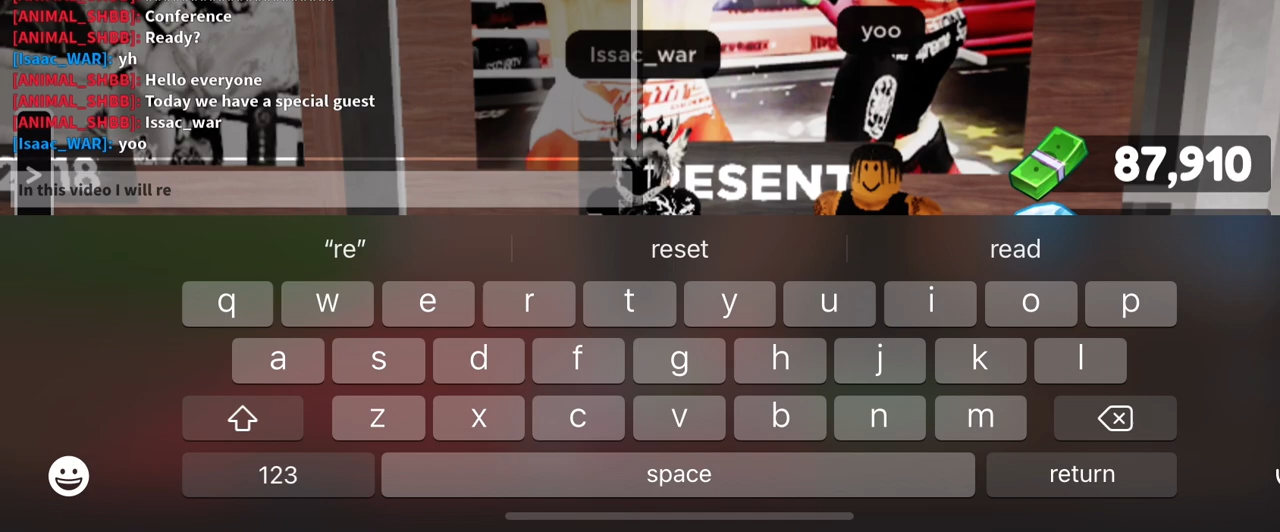 [ANIMAL_SHBB]: Conference
[ANIMAL_SHBB]: Ready?
[Isaac_WAR]: yh
[ANIMAL_SHBB]: Hello everyone
[ANIMAL_SHBB]: Today we have a special guest
[ANIMAL_SHBB]: Issac_war
[Isaac_WAR]: yoo
Issac_war
yoo
87,910
In this video I will re
“re” reset read
q w e r t y u i o p
a s d f g h j k l
z x c v b n m
123 space return